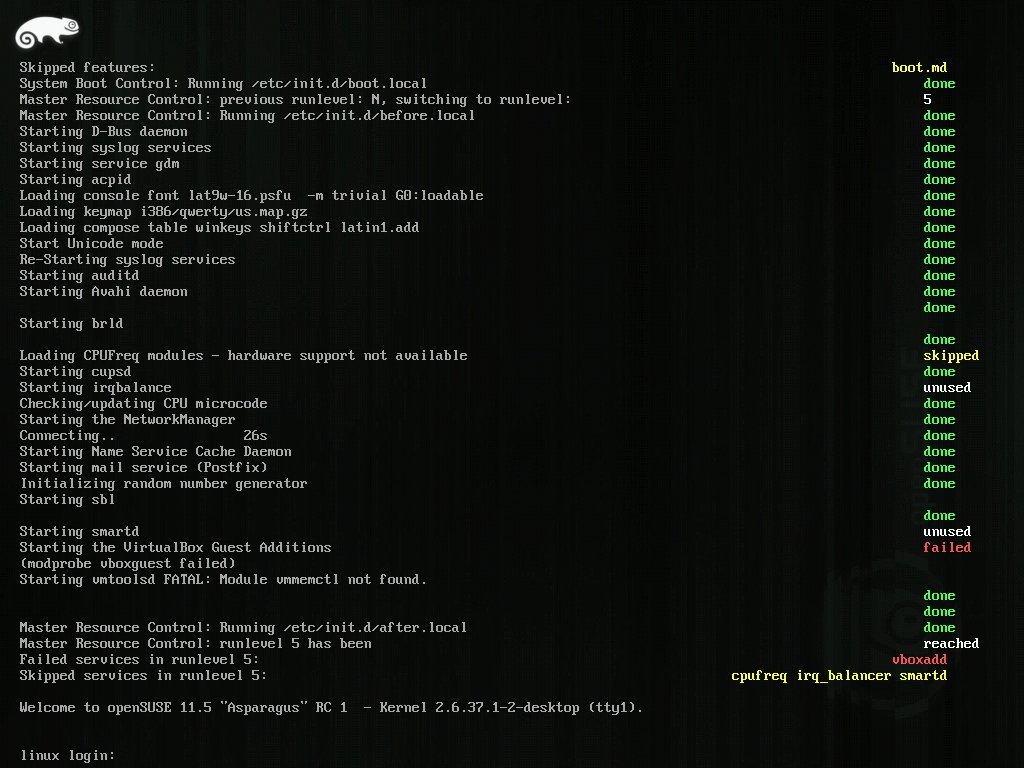 Skipped features: boot.md
System Boot Control: Running /etc/init.d/boot.local done
Master Resource Control: previous runlevel: N, switching to runlevel: 5
Master Resource Control: Running /etc/init.d/before.local done
Starting D-Bus daemon done
Starting syslog services done
Starting service gdm done
Starting acpid done
Loading console font lat9w-16.psfu  -m trivial G0:loadable done
Loading keymap i386/qwerty/us.map.gz done
Loading compose table winkeys shiftctrl latin1.add done
Start Unicode mode done
Re-Starting syslog services done
Starting auditd done
Starting Avahi daemon done
done
Starting brld
done
Loading CPUFreq modules - hardware support not available skipped
Starting cupsd done
Starting irqbalance unused
Checking/updating CPU microcode done
Starting the NetworkManager done
Connecting.. 26s done
Starting Name Service Cache Daemon done
Starting mail service (Postfix) done
Initializing random number generator done
Starting sbl
done
Starting smartd unused
Starting the VirtualBox Guest Additions failed
(modprobe vboxguest failed)
Starting vmtoolsd FATAL: Module vmmemctl not found.
done
done
Master Resource Control: Running /etc/init.d/after.local done
Master Resource Control: runlevel 5 has been reached
Failed services in runlevel 5: vboxadd
Skipped services in runlevel 5: cpufreq irq_balancer smartd
Welcome to openSUSE 11.5 "Asparagus" RC 1  - Kernel 2.6.37.1-2-desktop (tty1).
linux login: